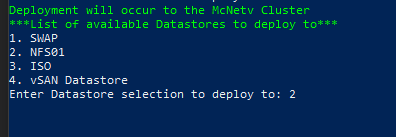 Deployment will occur to the McNetv Cluster
***List of available Datastores to deploy to***
1. SWAP
2. NFS01
3. ISO
4. vSAN Datastore
Enter Datastore selection to deploy to: 2